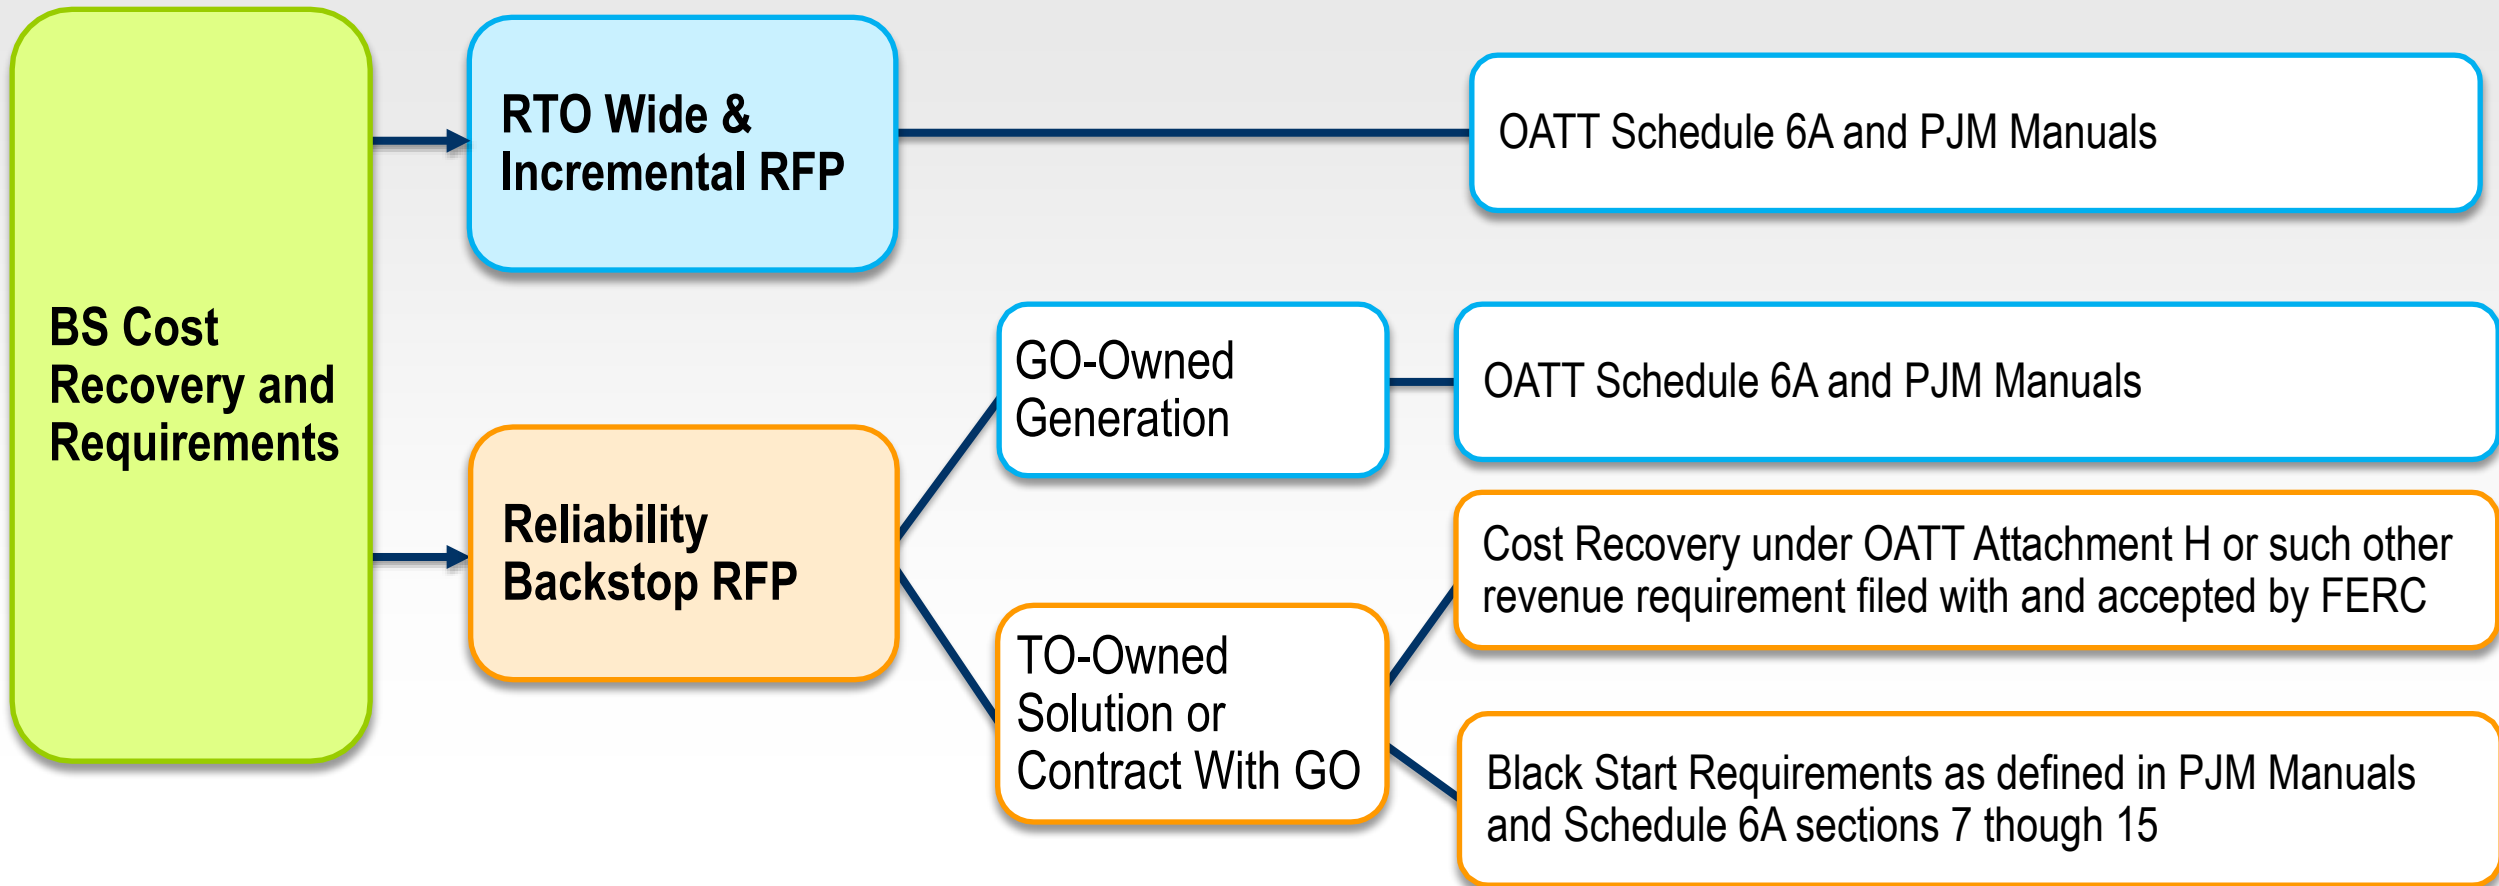 BS Cost
Recovery and
Requirements
RTO Wide &
Incremental RFP
OATT Schedule 6A and PJM Manuals
Reliability
Backstop RFP
GO-Owned
Generation
OATT Schedule 6A and PJM Manuals
TO-Owned
Solution or
Contract With GO
Cost Recovery under OATT Attachment H or such other
revenue requirement filed with and accepted by FERC
Black Start Requirements as defined in PJM Manuals
and Schedule 6A sections 7 though 15